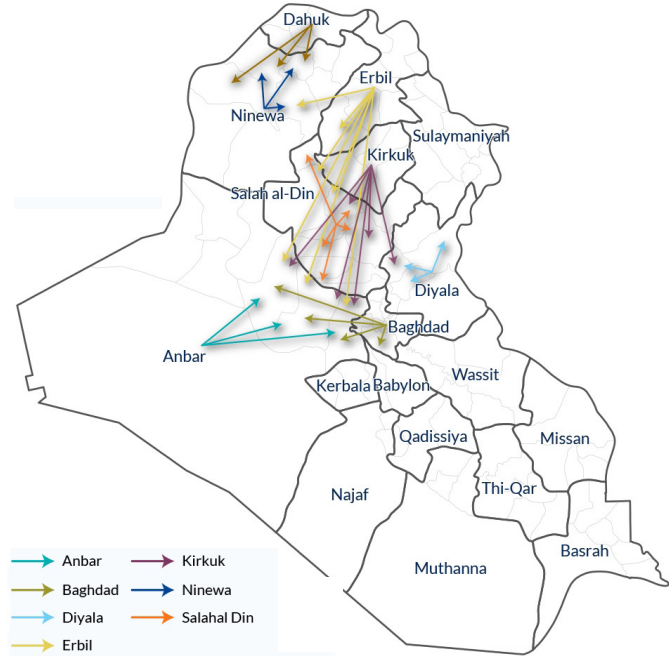 Dahuk
Erbil
Ninewa
Sulaymaniyah
Kirkuk
Salah al-Din
Diyala
Baghdad
Anbar
Wassit
Kerbala
Babylon
Qadissiya
Missan
Najaf
Thi-Qar
Basrah
Muthanna
Anbar
Kirkuk
Baghdad
Ninewa
Diyala
Salahal Din
Erbil